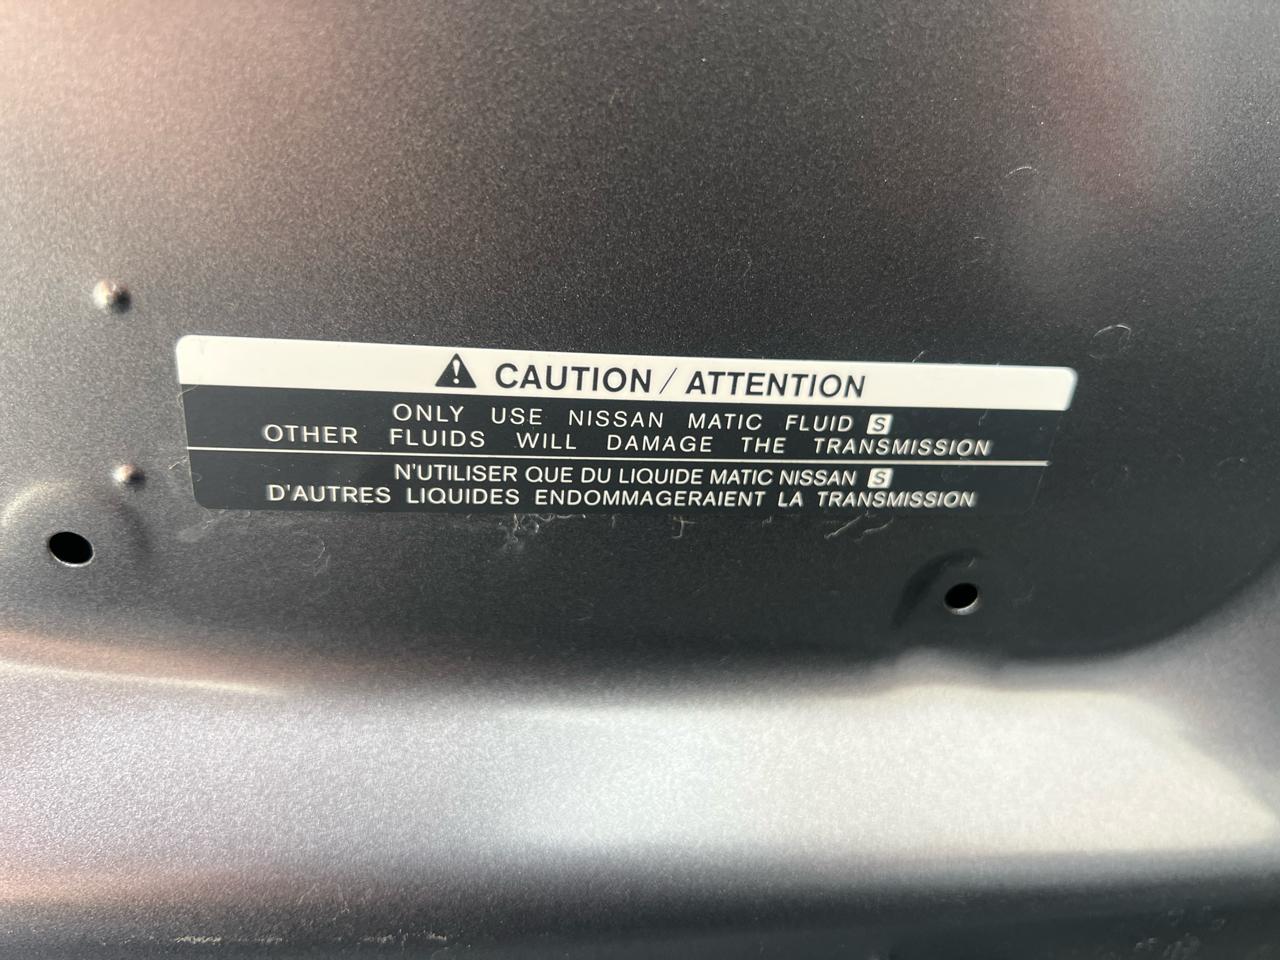 CAUTION / ATTENTION
ONLY USE NISSAN MATIC FLUID S
OTHER FLUIDS WILL DAMAGE THE TRANSMISSION
N'UTILISER QUE DU LIQUIDE MATIC NISSAN S
D'AUTRES LIQUIDES ENDOMMAGERAIENT LA TRANSMISSION